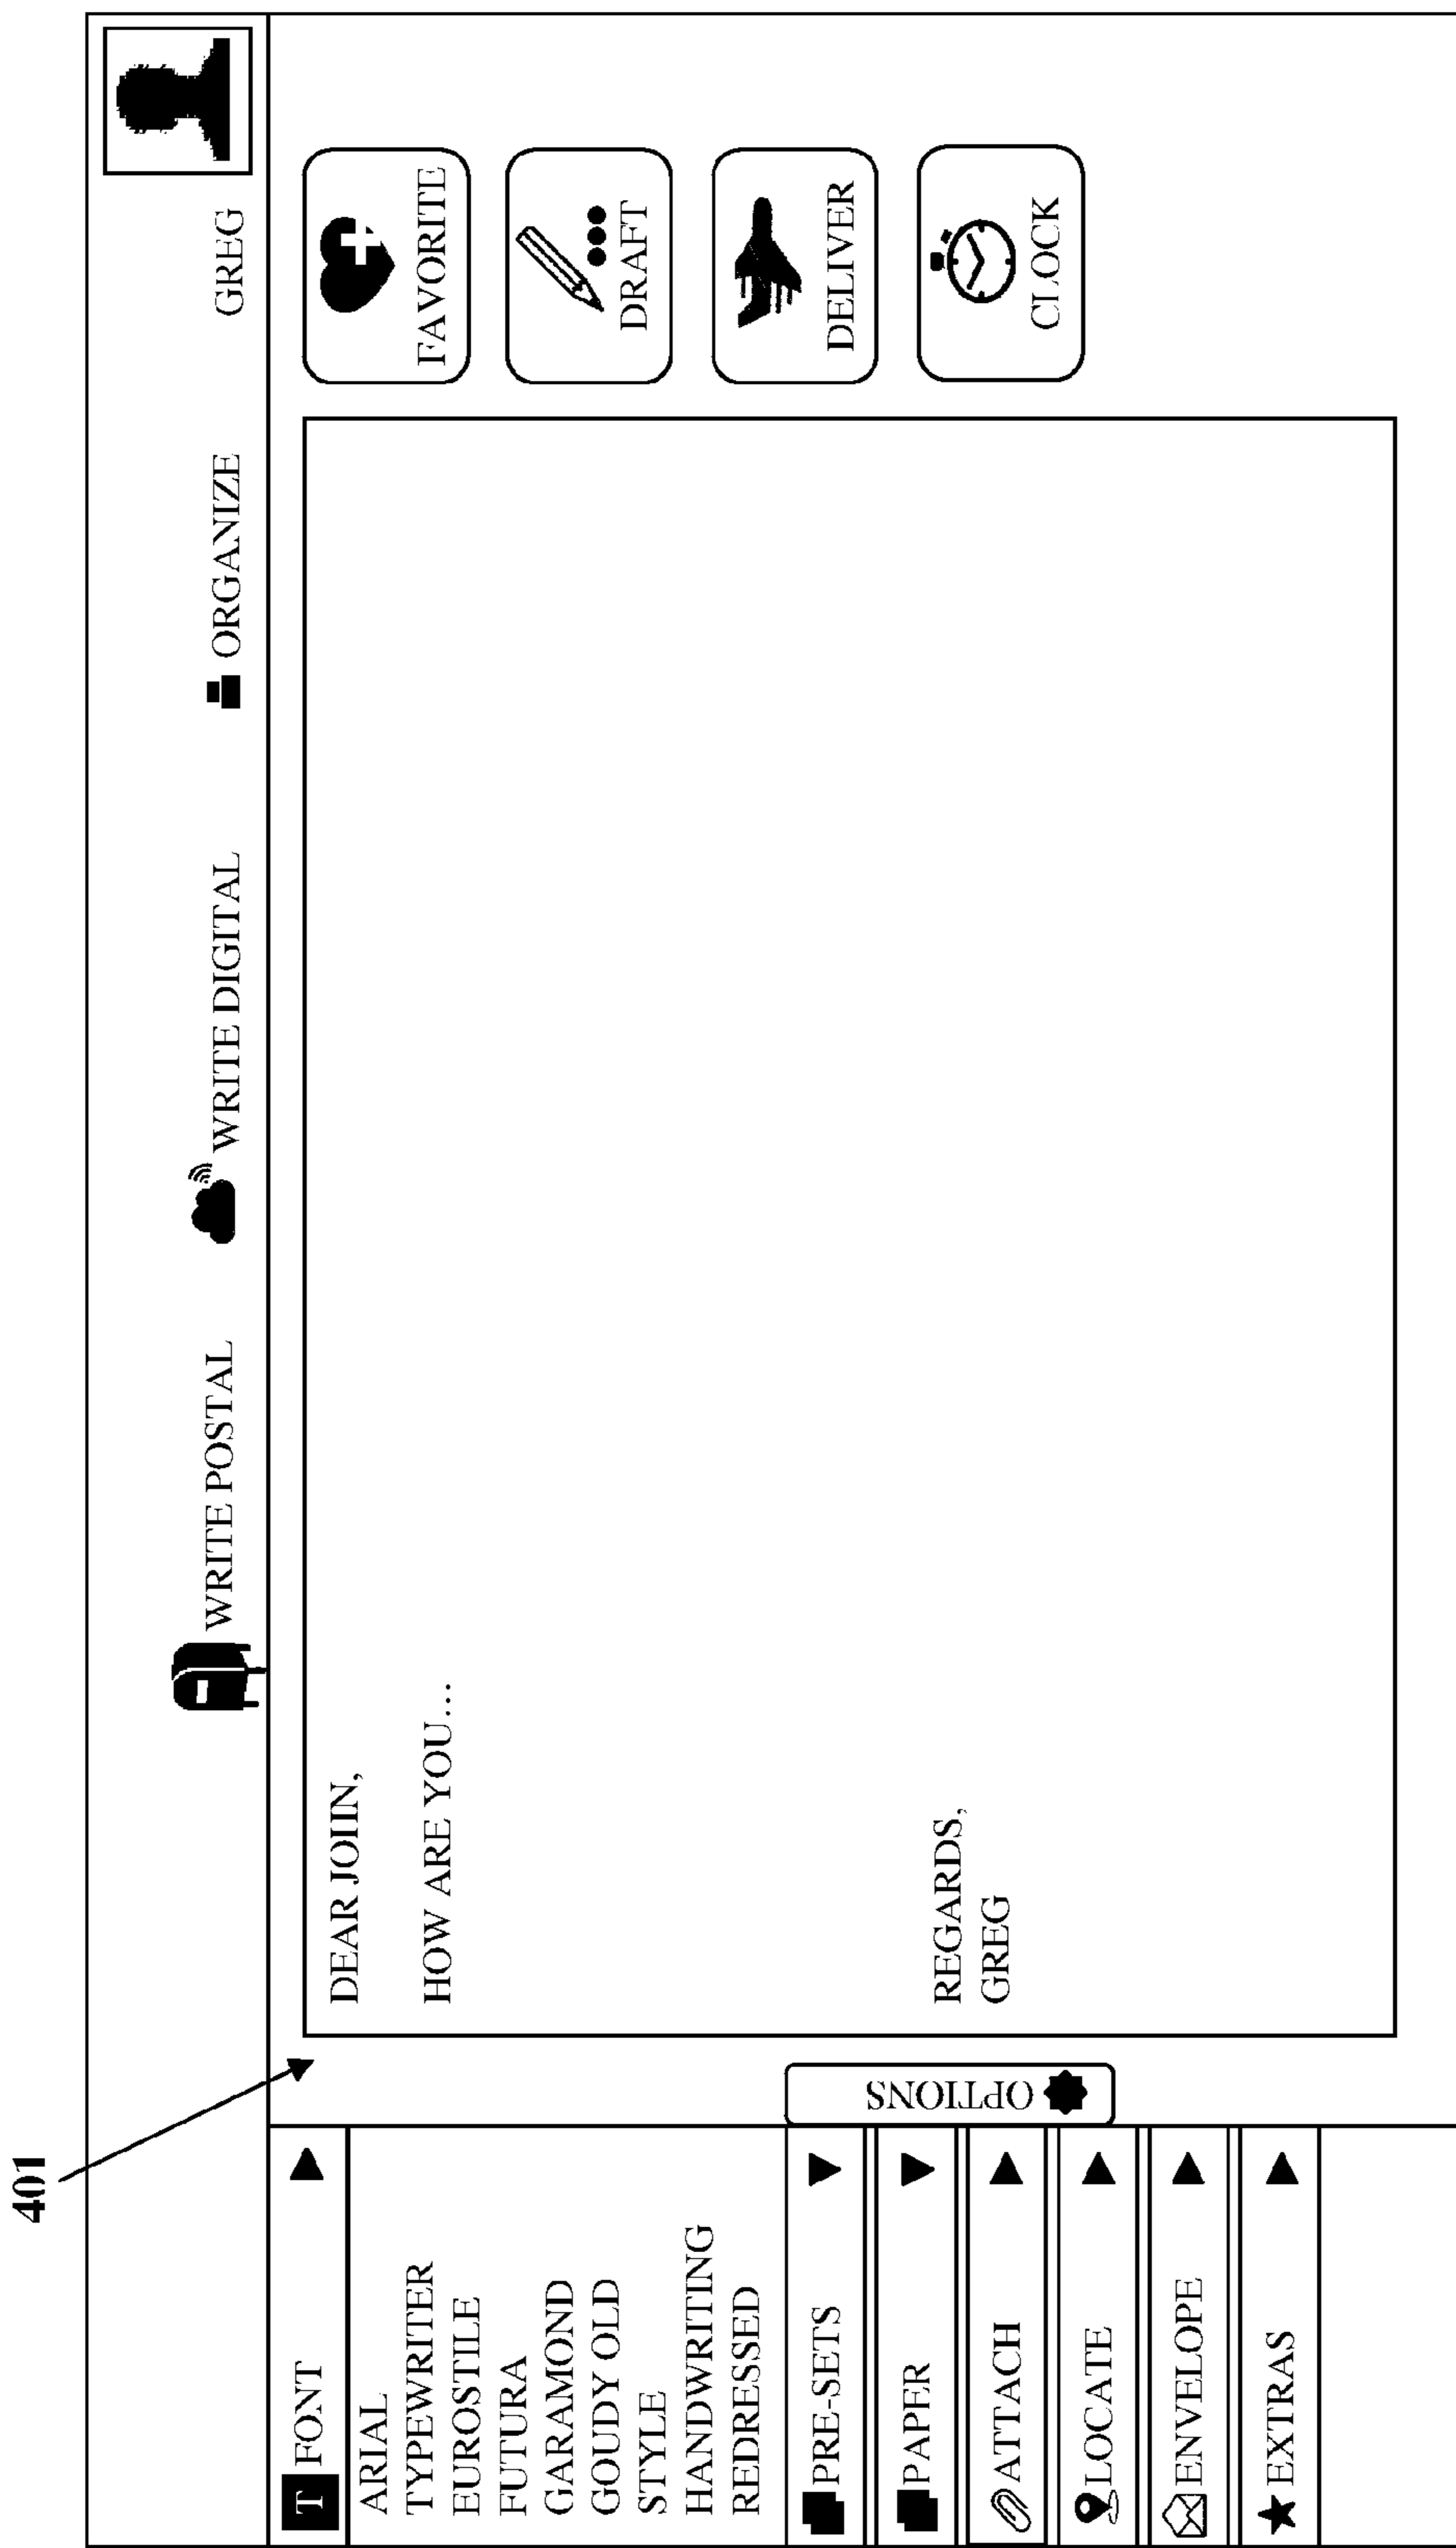 401
WRITE POSTAL
WRITE DIGITAL
ORGANIZE
GREG
T FONT
ARIAL
TYPEWRITER
EUROSTILE
FUTURA
GARAMOND
GOUDY OLD
STYLE
HANDWRITING
REDRESSED
PRE-SETS
PAPER
ATTACH
LOCATE
ENVELOPE
EXTRAS
OPTIONS
DEAR JOHN,
HOW ARE YOU...
REGARDS,
GREG
FAVORITE
DRAFT
DELIVER
CLOCK